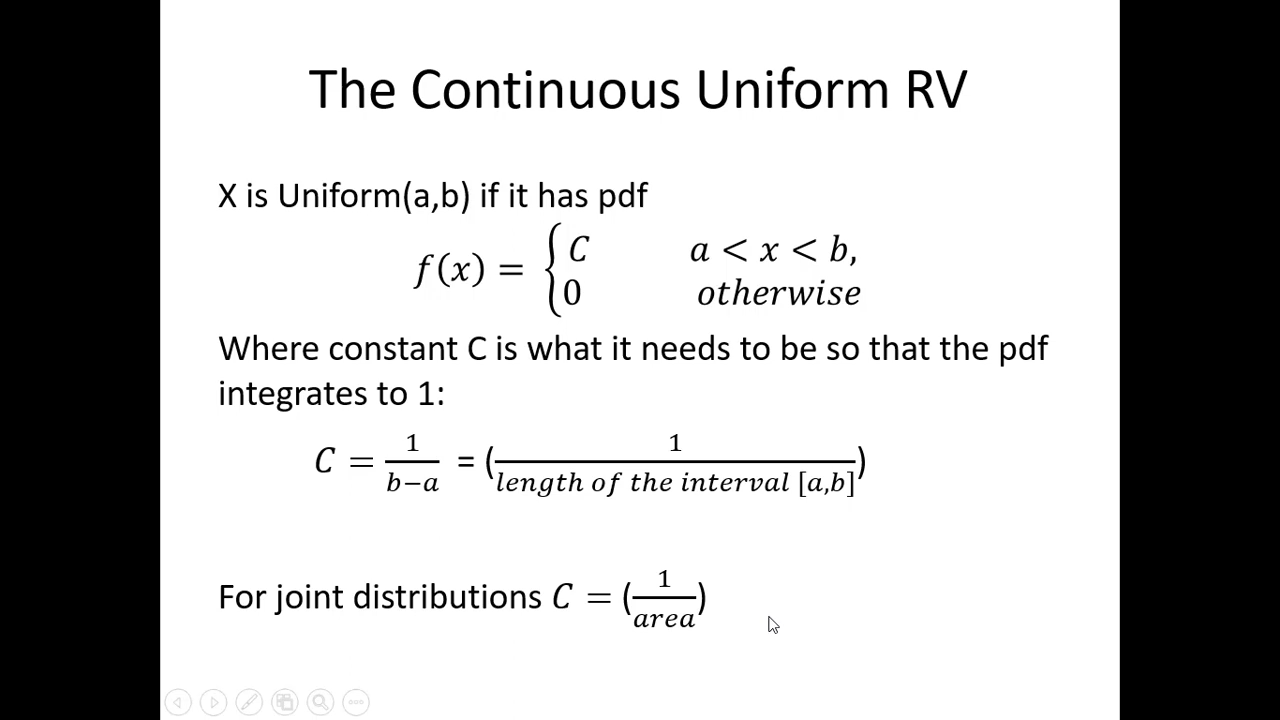 The Continuous Uniform RV
X is Uniform(a,b) if it has pdf
f(x) = { C a < x < b,
0 otherwise
Where constant C is what it needs to be so that the pdf
integrates to 1:
C = 1/(b−a) = (1/(length of the interval [a,b]))
For joint distributions C = (1/area)